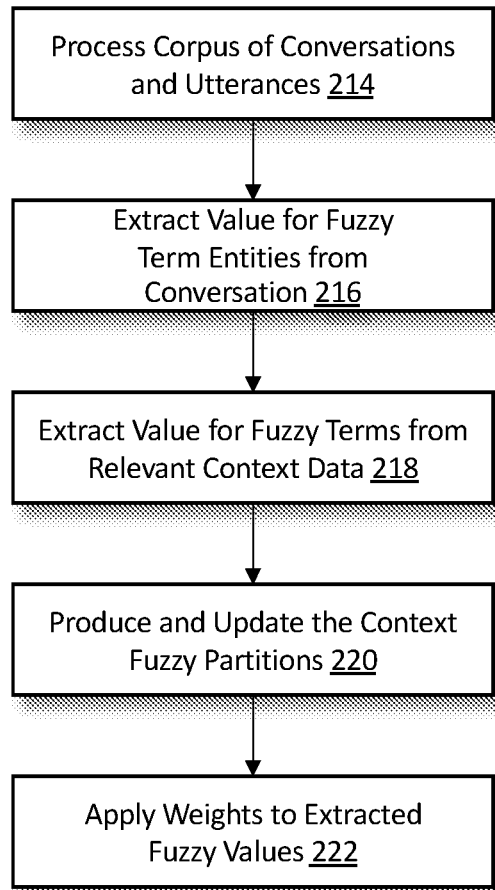 Process Corpus of Conversations
and Utterances 214
Extract Value for Fuzzy
Term Entities from
Conversation 216
Extract Value for Fuzzy Terms from
Relevant Context Data 218
Produce and Update the Context
Fuzzy Partitions 220
Apply Weights to Extracted
Fuzzy Values 222